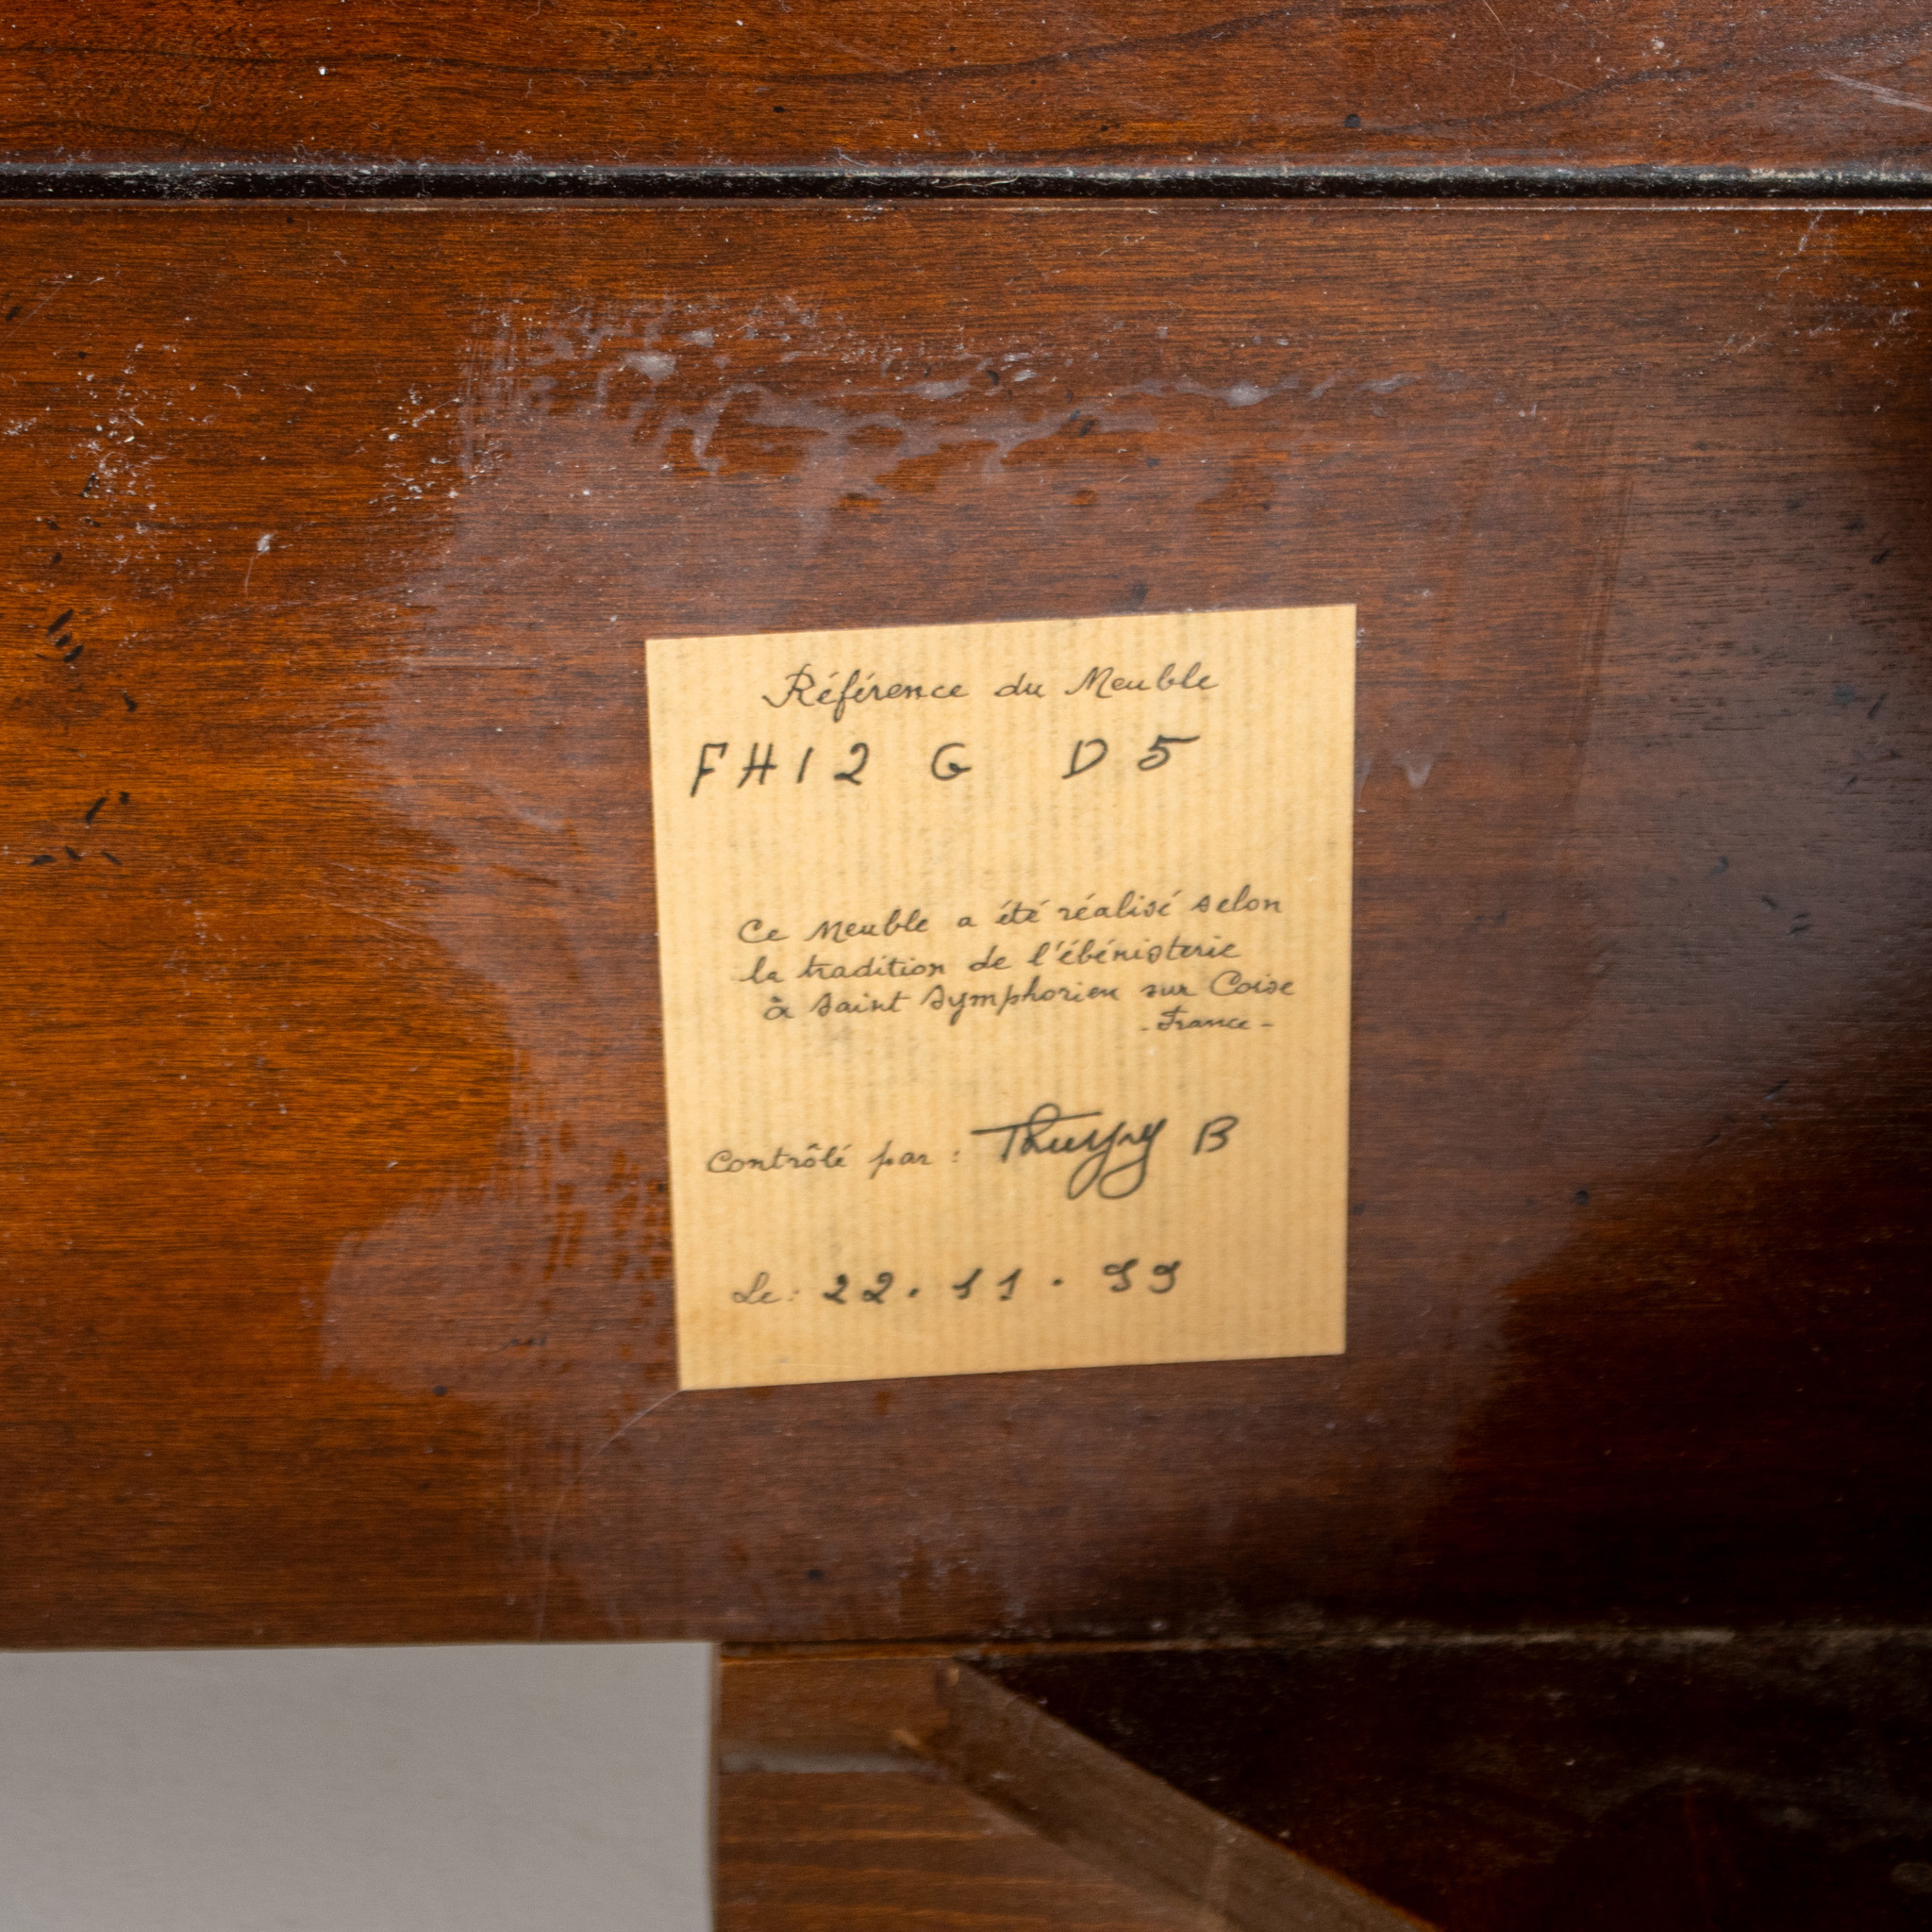 Référence du Meuble
FH12 G D5
Ce Meuble a été réalisé selon
la tradition de l'ébénisterie
à Saint Symphorien sur Coise
- France -
Contrôlé par : B
Le : 22.11.99